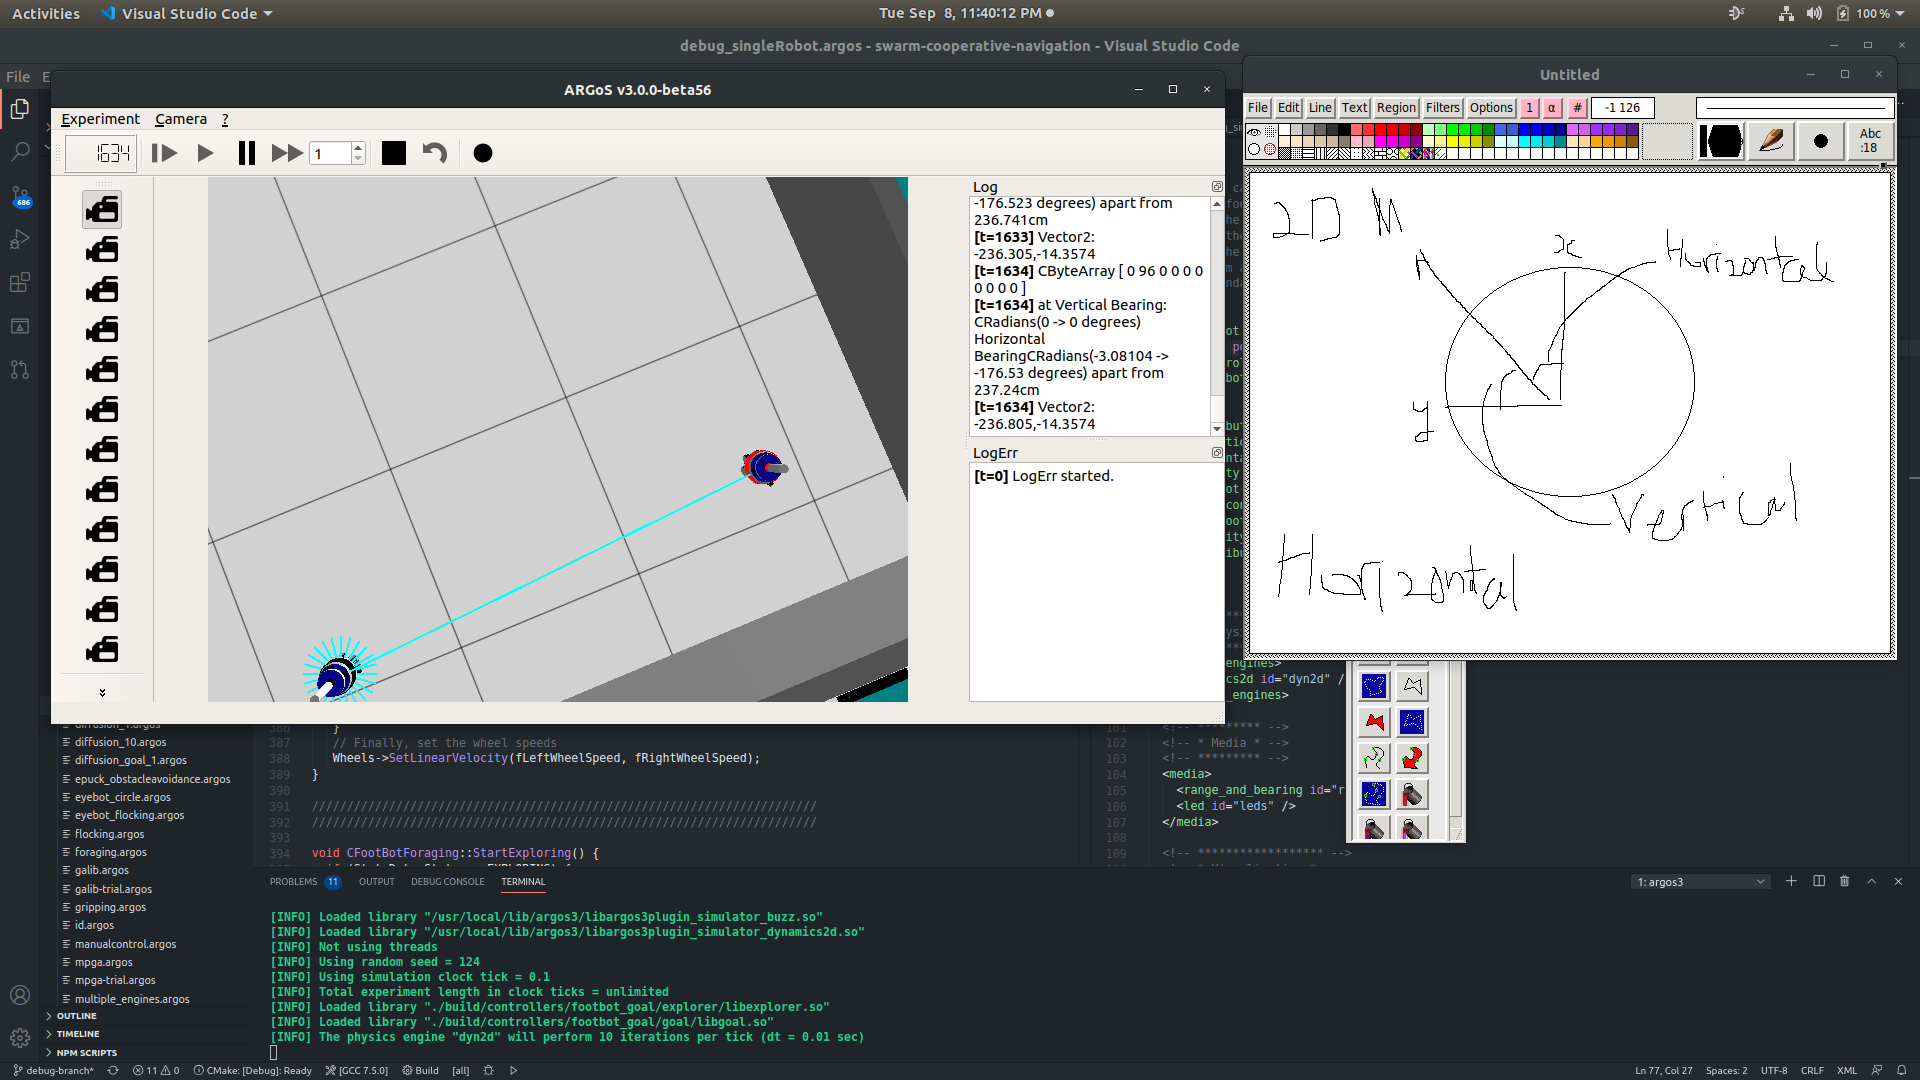 Activities
Visual Studio Code
Tue Sep 8, 11:40:12 PM
100 %
debug_singleRobot.argos - swarm-cooperative-navigation - Visual Studio Code
File
ARGoS v3.0.0-beta56
Experiment Camera ?
1634
1
Log
-176.523 degrees) apart from
236.741cm
[t=1633] Vector2:
-236.305,-14.3574
[t=1634] CByteArray [ 0 96 0 0 0 0
0 0 0 0 ]
[t=1634] at Vertical Bearing:
CRadians(0 -> 0 degrees)
Horizontal
BearingCRadians(-3.08104 ->
-176.53 degrees) apart from
237.24cm
[t=1634] Vector2:
-236.805,-14.3574
LogErr
[t=0] LogErr started.
Untitled
File Edit Line Text Region Filters Options 1 α # -1 126
Abc
:18
2D
x
Horizontal
y
Vertical
Horizontal
686
diffusion_1.argos
diffusion_10.argos
diffusion_goal_1.argos
epuck_obstacleavoidance.argos
eyebot_circle.argos
eyebot_flocking.argos
flocking.argos
foraging.argos
galib.argos
galib-trial.argos
gripping.argos
id.argos
manualcontrol.argos
mpga.argos
mpga-trial.argos
multiple_engines.argos
OUTLINE
TIMELINE
NPM SCRIPTS
386 }
387 // Finally, set the wheel speeds
388 Wheels->SetLinearVelocity(fLeftWheelSpeed, fRightWheelSpeed);
389 }
390
391 ////////////////////////////////////////////////////////////////////////
392 ////////////////////////////////////////////////////////////////////////
393
394 void CFootBotForaging::StartExploring() {
engines>
cs2d id="dyn2d" /
_engines>
101 <!-- ********* -->
102 <!-- * Media * -->
103 <!-- ********* -->
104 <media>
105 <range_and_bearing id="r
106 <led id="leds" />
107 </media>
108
109 <!-- ****************** -->
PROBLEMS 11 OUTPUT DEBUG CONSOLE TERMINAL
1: argos3
[INFO] Loaded library "/usr/local/lib/argos3/libargos3plugin_simulator_buzz.so"
[INFO] Loaded library "/usr/local/lib/argos3/libargos3plugin_simulator_dynamics2d.so"
[INFO] Not using threads
[INFO] Using random seed = 124
[INFO] Using simulation clock tick = 0.1
[INFO] Total experiment length in clock ticks = unlimited
[INFO] Loaded library "./build/controllers/footbot_goal/explorer/libexplorer.so"
[INFO] Loaded library "./build/controllers/footbot_goal/goal/libgoal.so"
[INFO] The physics engine "dyn2d" will perform 10 iterations per tick (dt = 0.01 sec)
debug-branch* 11 0 CMake: [Debug]: Ready [GCC 7.5.0] Build [all]
Ln 77, Col 27 Spaces: 2 UTF-8 CRLF XML